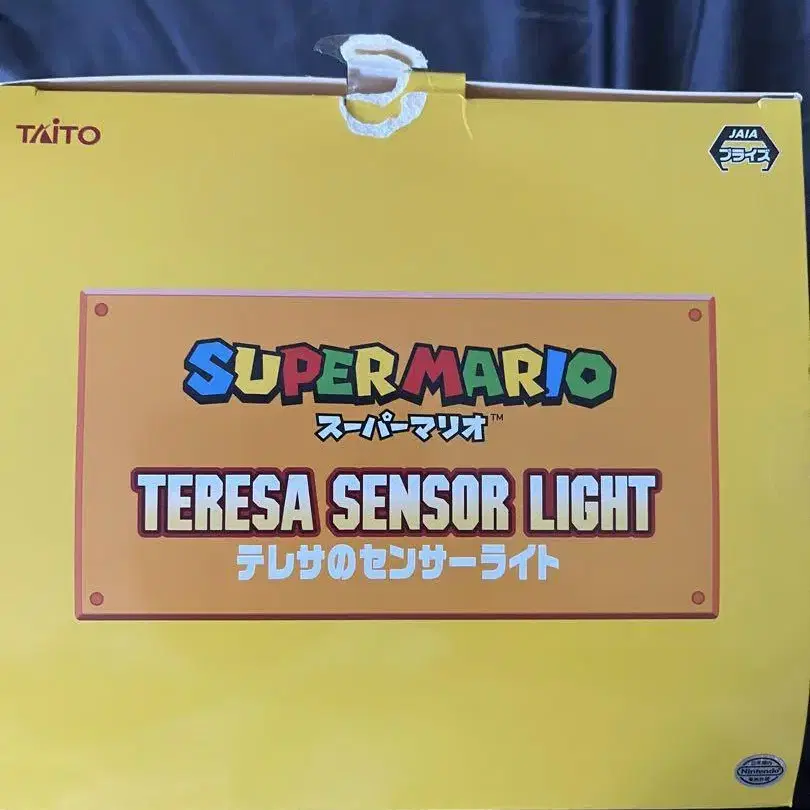 TAITO
JAIA
プライズ
SUPER MARIO
スーパーマリオ™
TERESA SENSOR LIGHT
テレサのセンサーライト
Nintendo